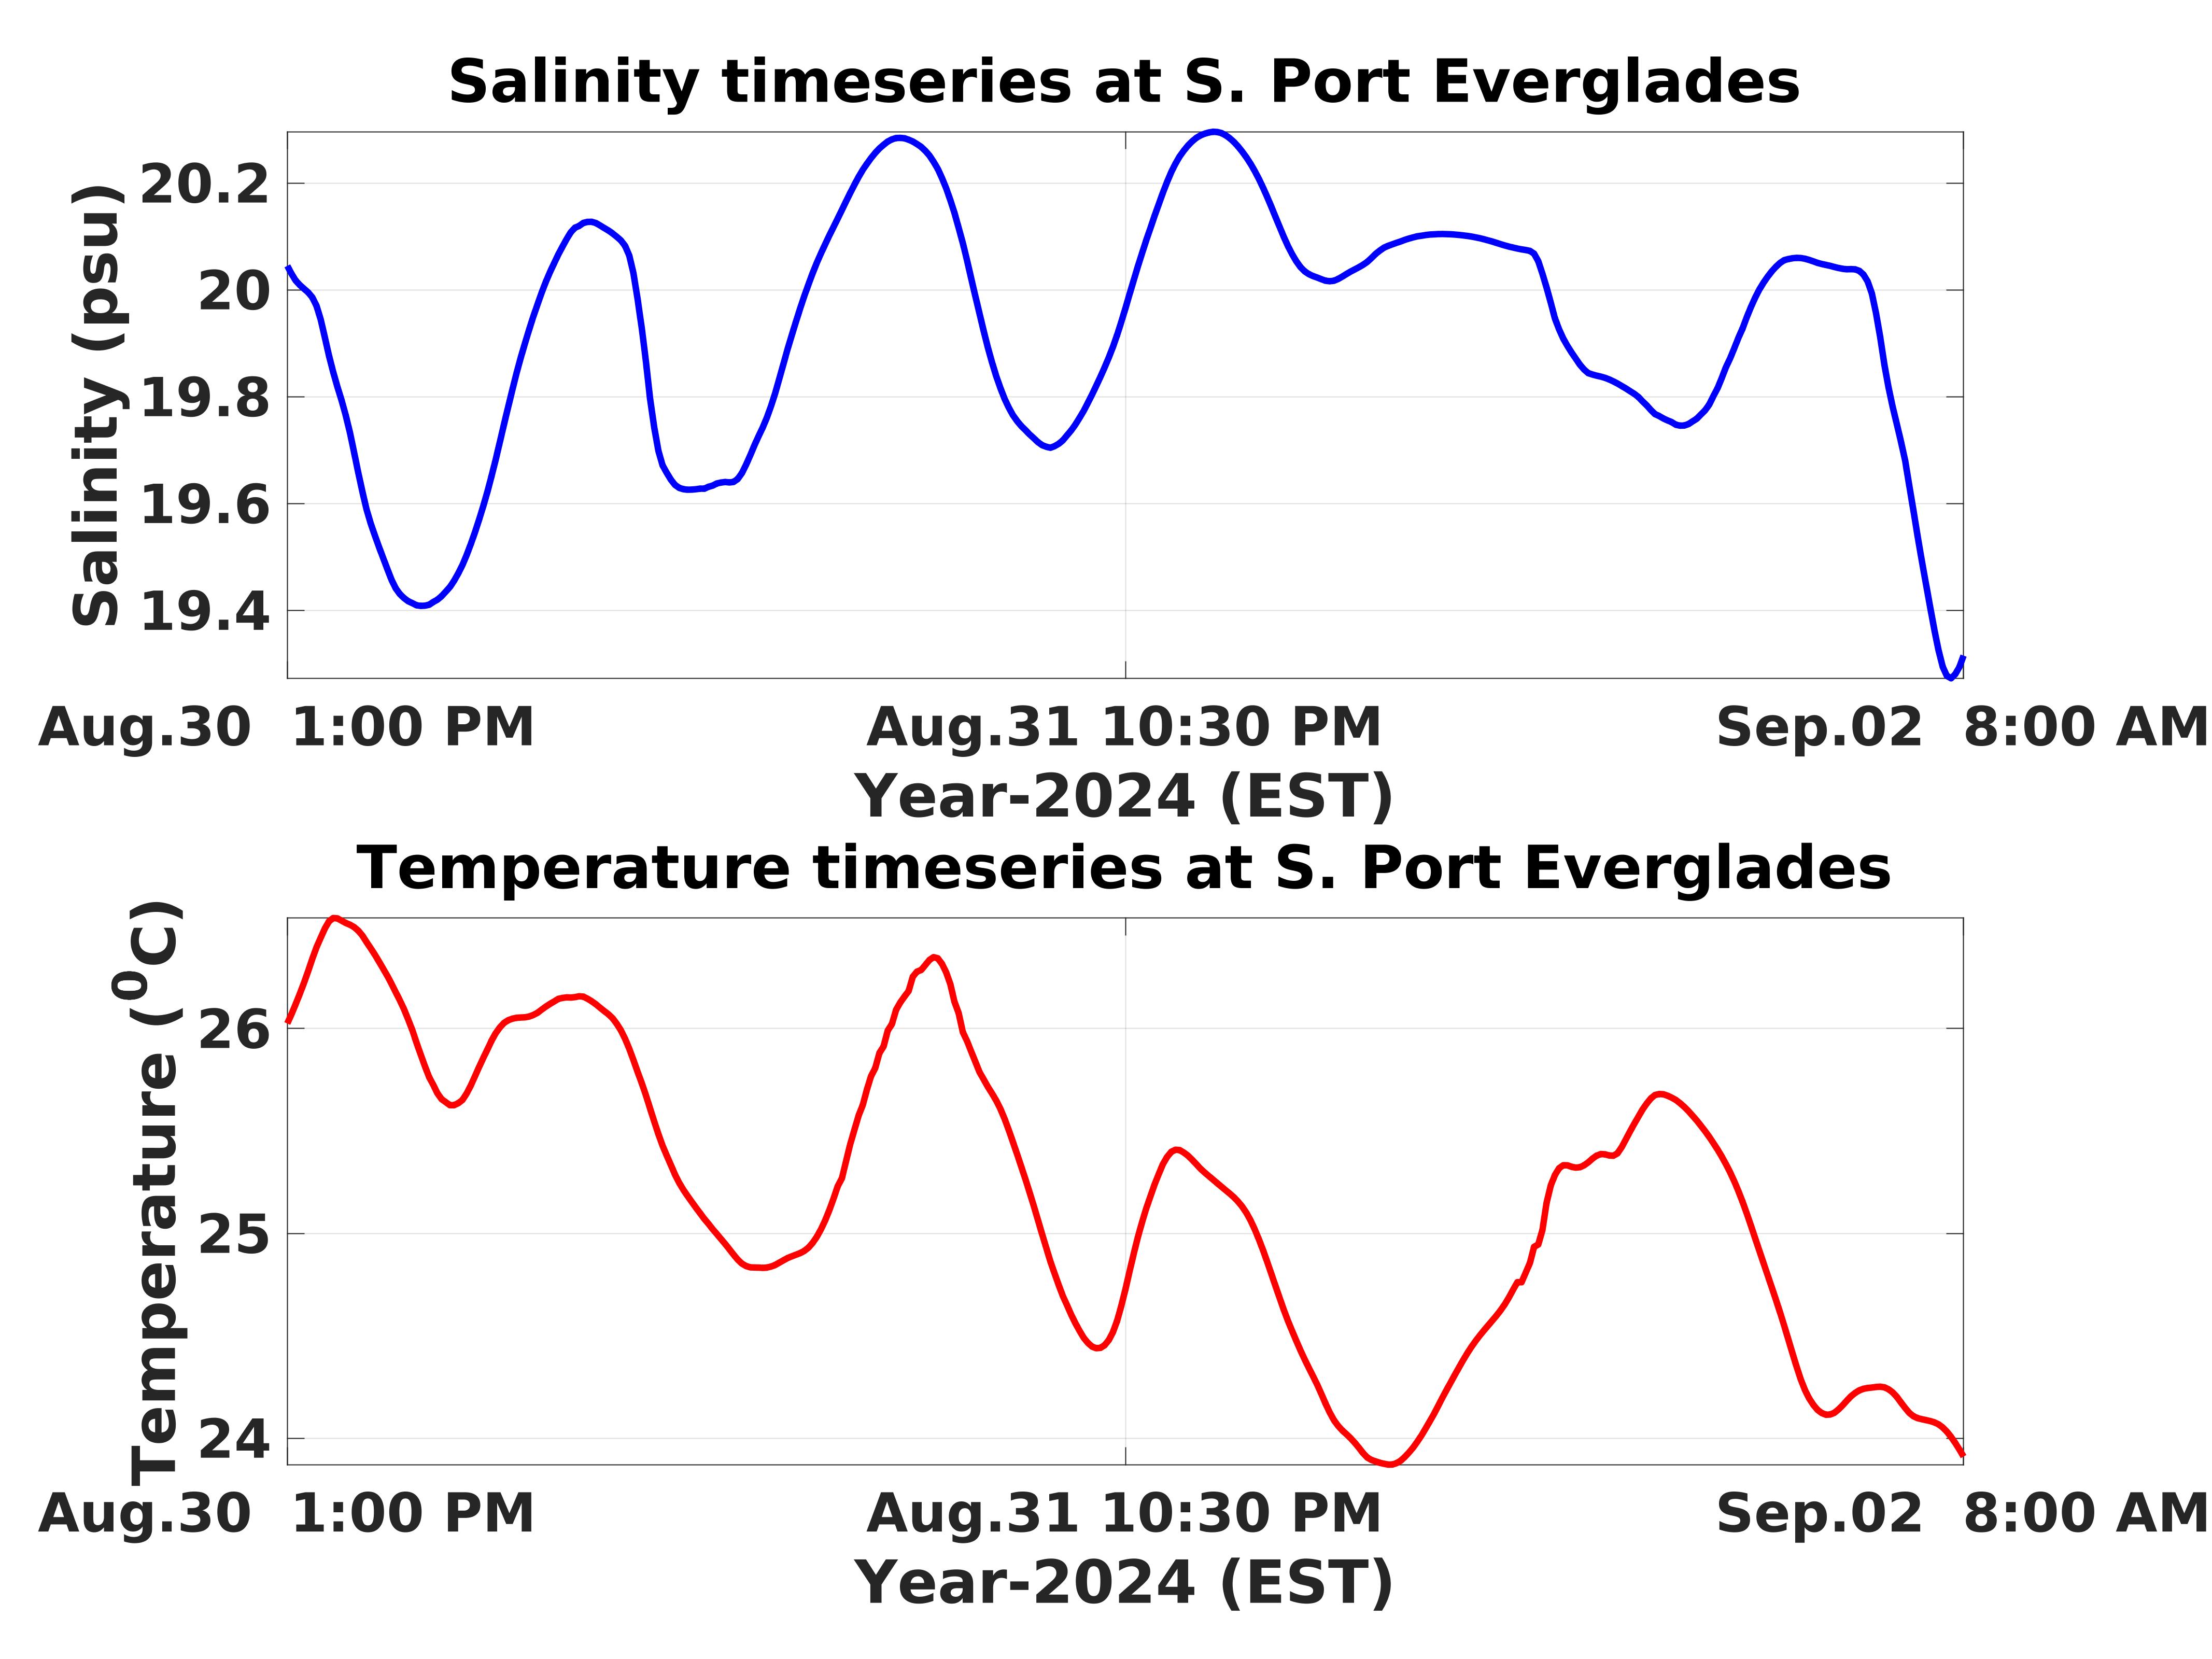 Salinity timeseries at S. Port Everglades
Salinity (psu)
20.2
20
19.8
19.6
19.4
Aug.30  1:00 PM Aug.31 10:30 PM Sep.02  8:00 AM
Year-2024 (EST)
Temperature timeseries at S. Port Everglades
Temperature (⁰C)
26
25
24
Aug.30  1:00 PM Aug.31 10:30 PM Sep.02  8:00 AM
Year-2024 (EST)